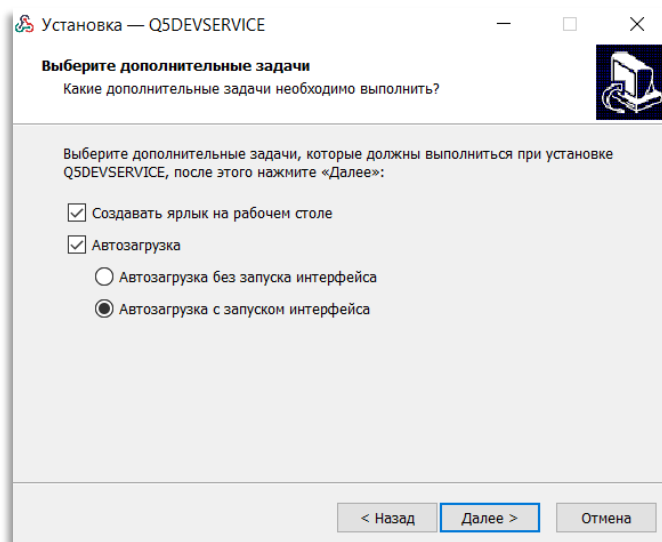 Установка — Q5DEVSERVICE
Выберите дополнительные задачи
Какие дополнительные задачи необходимо выполнить?
Выберите дополнительные задачи, которые должны выполниться при установке
Q5DEVSERVICE, после этого нажмите «Далее»:
Создавать ярлык на рабочем столе
Автозагрузка
Автозагрузка без запуска интерфейса
Автозагрузка с запуском интерфейса
< Назад
Далее >
Отмена